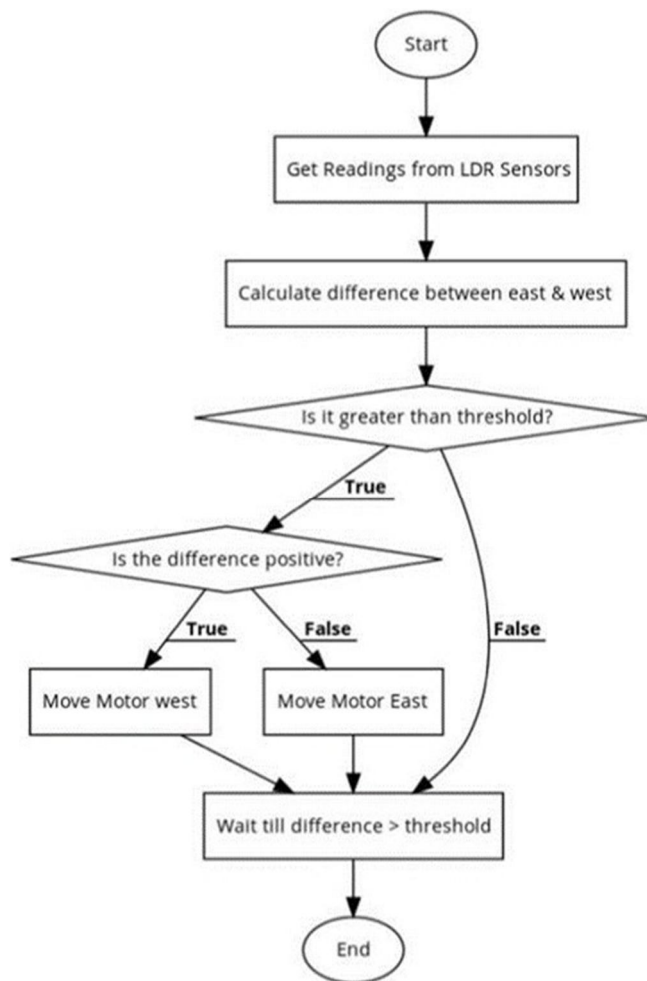 Start
Get Readings from LDR Sensors
Calculate difference between east & west
Is it greater than threshold?
True
Is the difference positive?
True
False
False
Move Motor west
Move Motor East
Wait till difference > threshold
End